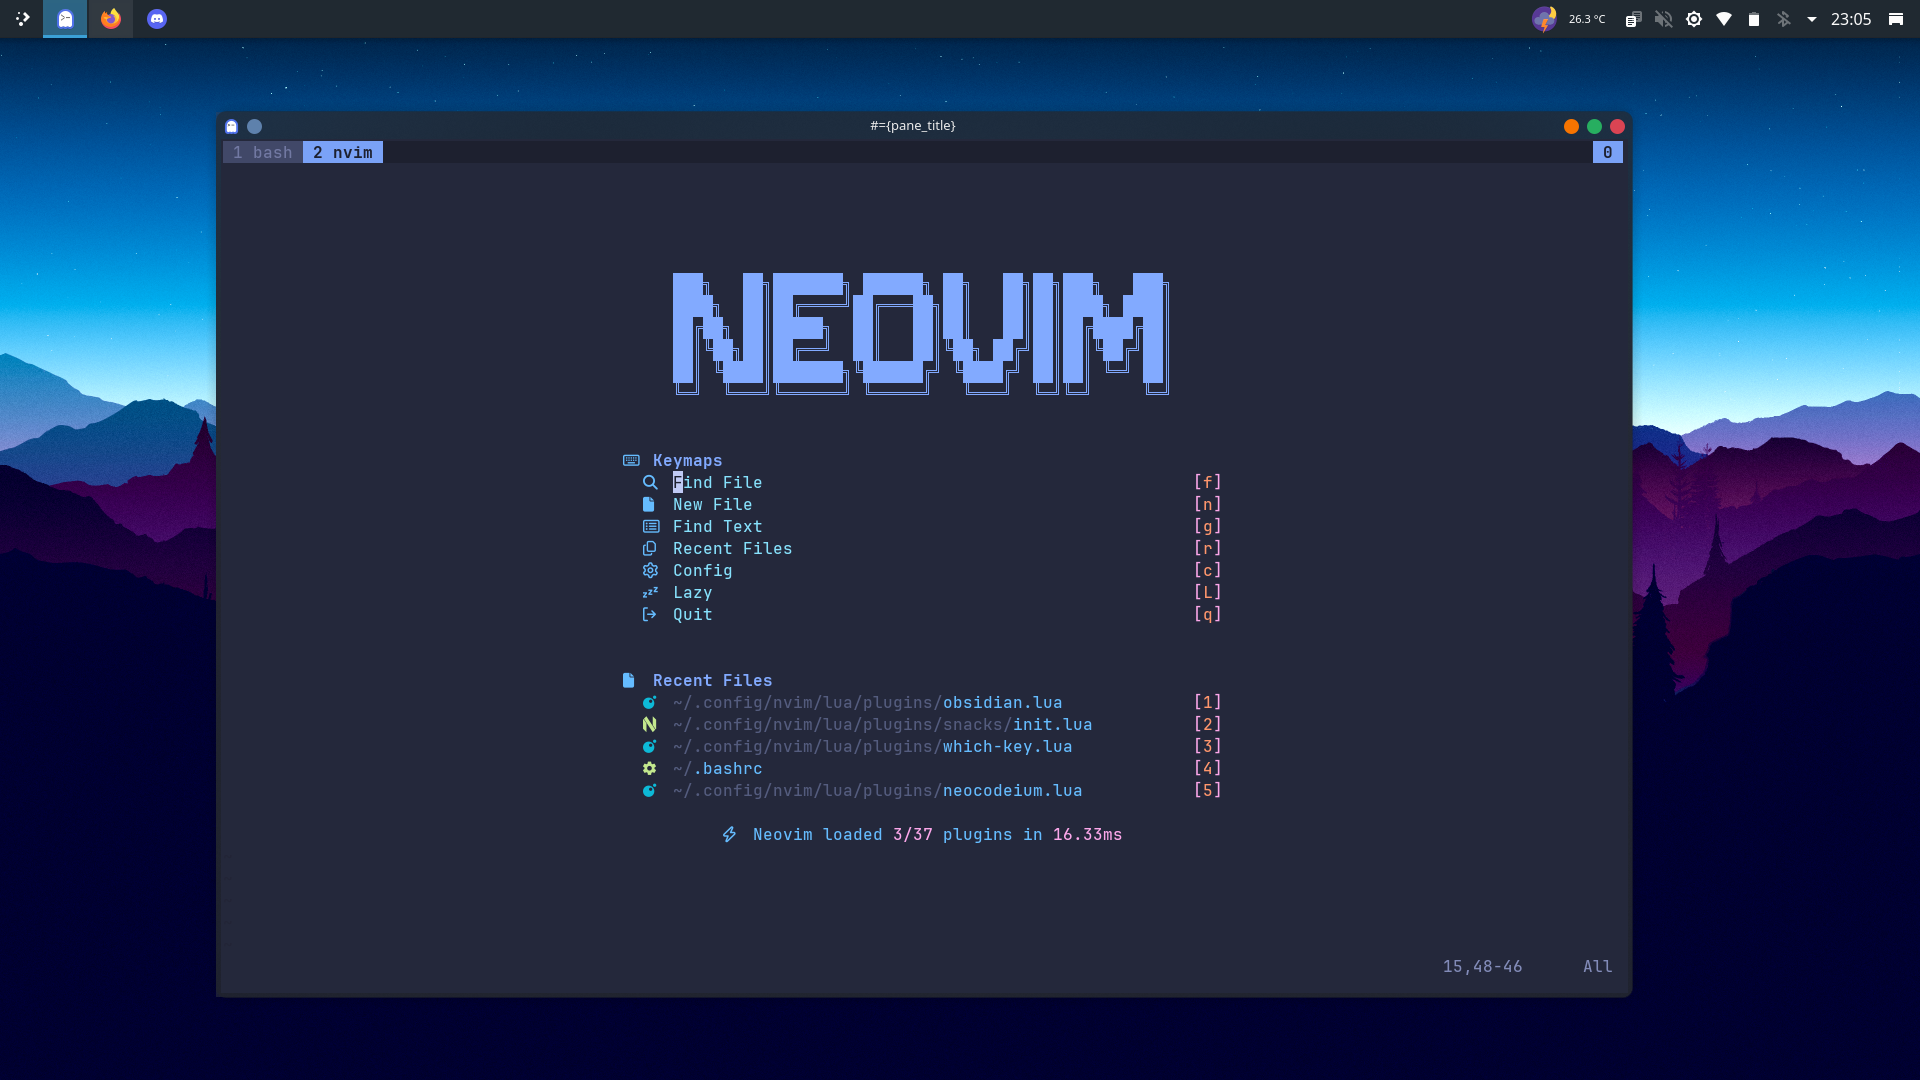 26.3 °C
23:05
#={pane_title}
1 bash 2 nvim 0
NEOVIM
Keymaps
Find File [f]
New File [n]
Find Text [g]
Recent Files [r]
Config [c]
Lazy [L]
Quit [q]
Recent Files
~/.config/nvim/lua/plugins/obsidian.lua [1]
~/.config/nvim/lua/plugins/snacks/init.lua [2]
~/.config/nvim/lua/plugins/which-key.lua [3]
~/.bashrc [4]
~/.config/nvim/lua/plugins/neocodeium.lua [5]
Neovim loaded 3/37 plugins in 16.33ms
15,48-46 All